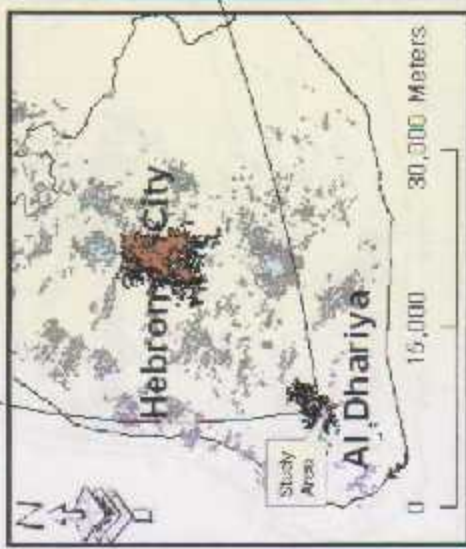 N
Hebron City
Study
Area
Al Dhariya
0 15,000 30,000 Meters